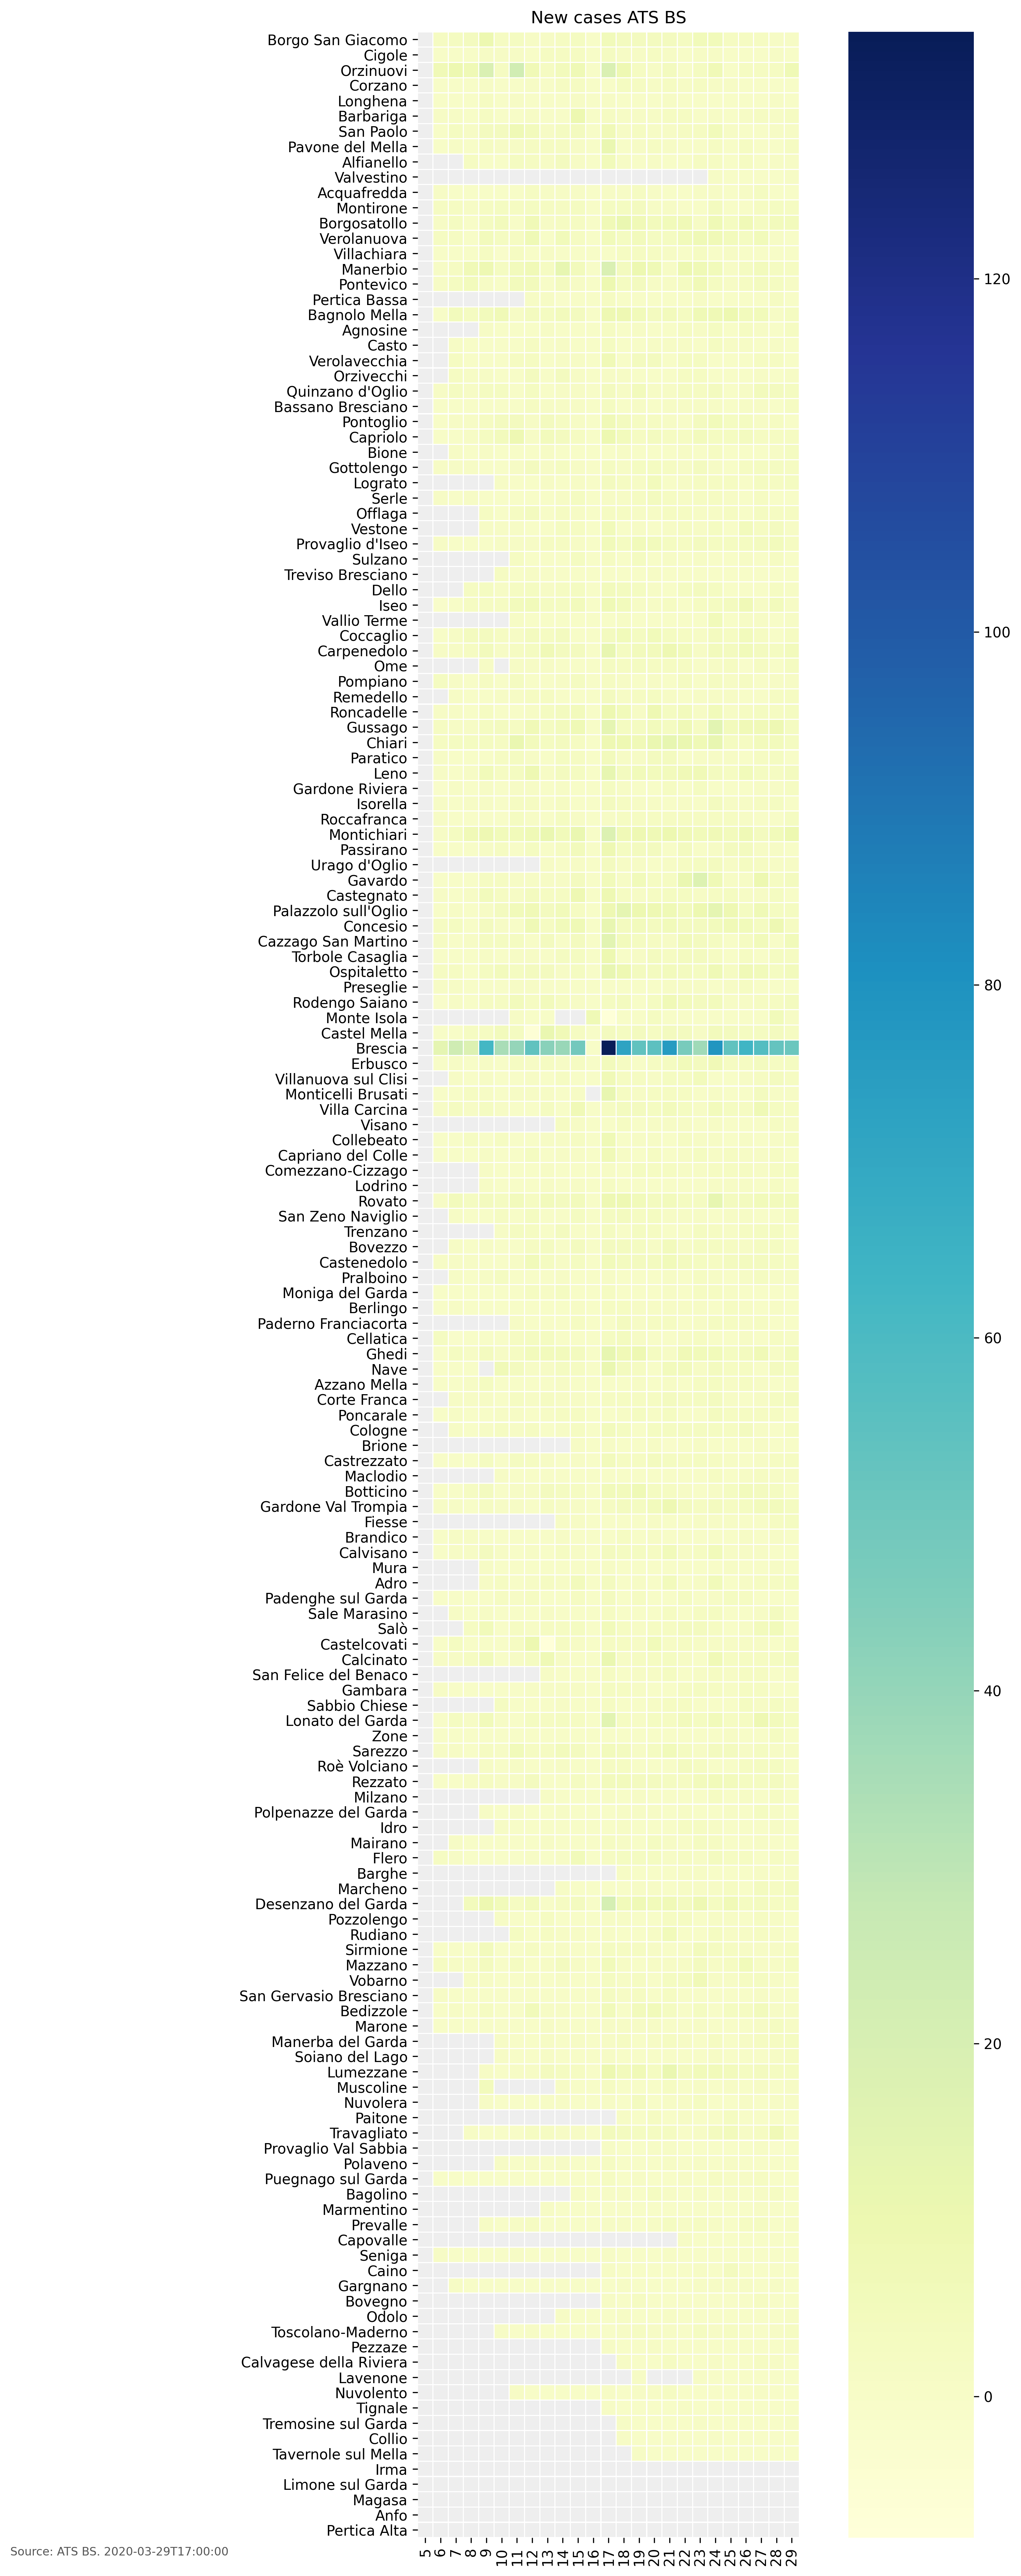 New cases ATS BS
Borgo San Giacomo
Cigole
Orzinuovi
Corzano
Longhena
Barbariga
San Paolo
Pavone del Mella
Alfianello
Valvestino
Acquafredda
Montirone
Borgosatollo
Verolanuova
Villachiara
Manerbio
Pontevico
Pertica Bassa
Bagnolo Mella
Agnosine
Casto
Verolavecchia
Orzivecchi
Quinzano d'Oglio
Bassano Bresciano
Pontoglio
Capriolo
Bione
Gottolengo
Lograto
Serle
Offlaga
Vestone
Provaglio d'Iseo
Sulzano
Treviso Bresciano
Dello
Iseo
Vallio Terme
Coccaglio
Carpenedolo
Ome
Pompiano
Remedello
Roncadelle
Gussago
Chiari
Paratico
Leno
Gardone Riviera
Isorella
Roccafranca
Montichiari
Passirano
Urago d'Oglio
Gavardo
Castegnato
Palazzolo sull'Oglio
Concesio
Cazzago San Martino
Torbole Casaglia
Ospitaletto
Preseglie
Rodengo Saiano
Monte Isola
Castel Mella
Brescia
Erbusco
Villanuova sul Clisi
Monticelli Brusati
Villa Carcina
Visano
Collebeato
Capriano del Colle
Comezzano-Cizzago
Lodrino
Rovato
San Zeno Naviglio
Trenzano
Bovezzo
Castenedolo
Pralboino
Moniga del Garda
Berlingo
Paderno Franciacorta
Cellatica
Ghedi
Nave
Azzano Mella
Corte Franca
Poncarale
Cologne
Brione
Castrezzato
Maclodio
Botticino
Gardone Val Trompia
Fiesse
Brandico
Calvisano
Mura
Adro
Padenghe sul Garda
Sale Marasino
Salò
Castelcovati
Calcinato
San Felice del Benaco
Gambara
Sabbio Chiese
Lonato del Garda
Zone
Sarezzo
Roè Volciano
Rezzato
Milzano
Polpenazze del Garda
Idro
Mairano
Flero
Barghe
Marcheno
Desenzano del Garda
Pozzolengo
Rudiano
Sirmione
Mazzano
Vobarno
San Gervasio Bresciano
Bedizzole
Marone
Manerba del Garda
Soiano del Lago
Lumezzane
Muscoline
Nuvolera
Paitone
Travagliato
Provaglio Val Sabbia
Polaveno
Puegnago sul Garda
Bagolino
Marmentino
Prevalle
Capovalle
Seniga
Caino
Gargnano
Bovegno
Odolo
Toscolano-Maderno
Pezzaze
Calvagese della Riviera
Lavenone
Nuvolento
Tignale
Tremosine sul Garda
Collio
Tavernole sul Mella
Irma
Limone sul Garda
Magasa
Anfo
Pertica Alta
5 6 7 8 9 10 11 12 13 14 15 16 17 18 19 20 21 22 23 24 25 26 27 28 29
120
100
80
60
40
20
0
Source: ATS BS. 2020-03-29T17:00:00